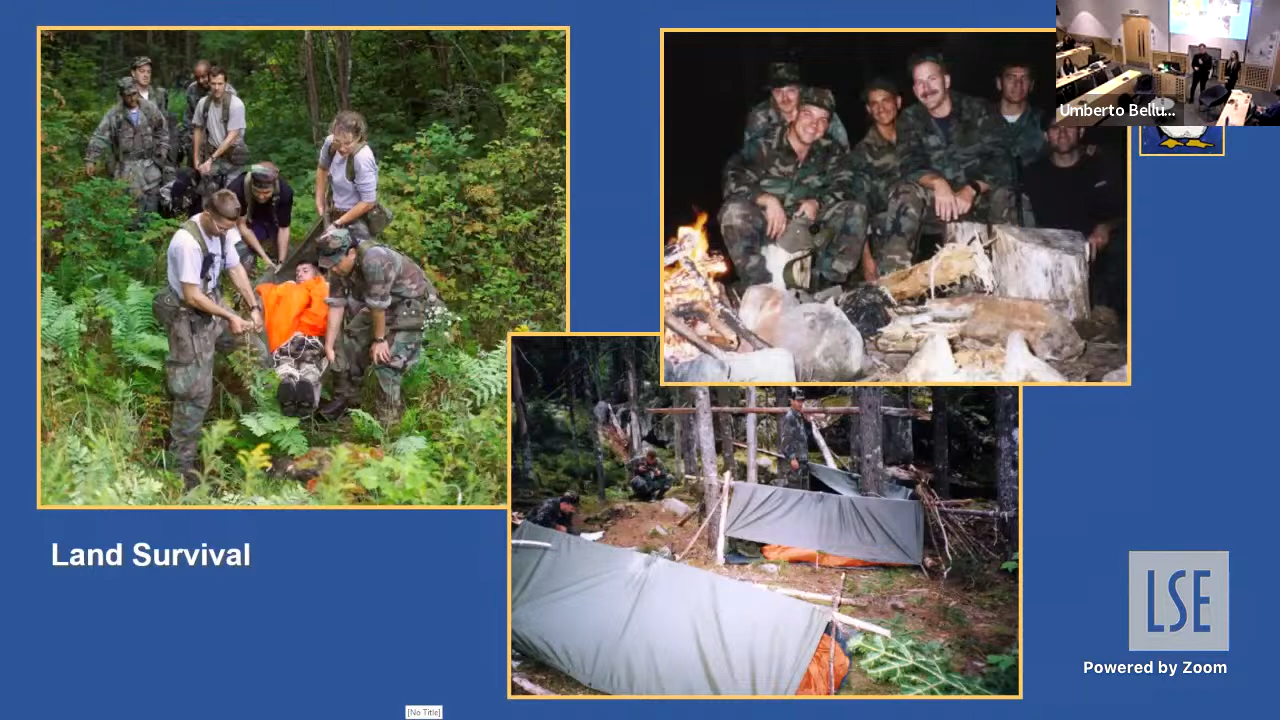 Umberto Bellu...
Land Survival
LSE
Powered by Zoom
[No Title]